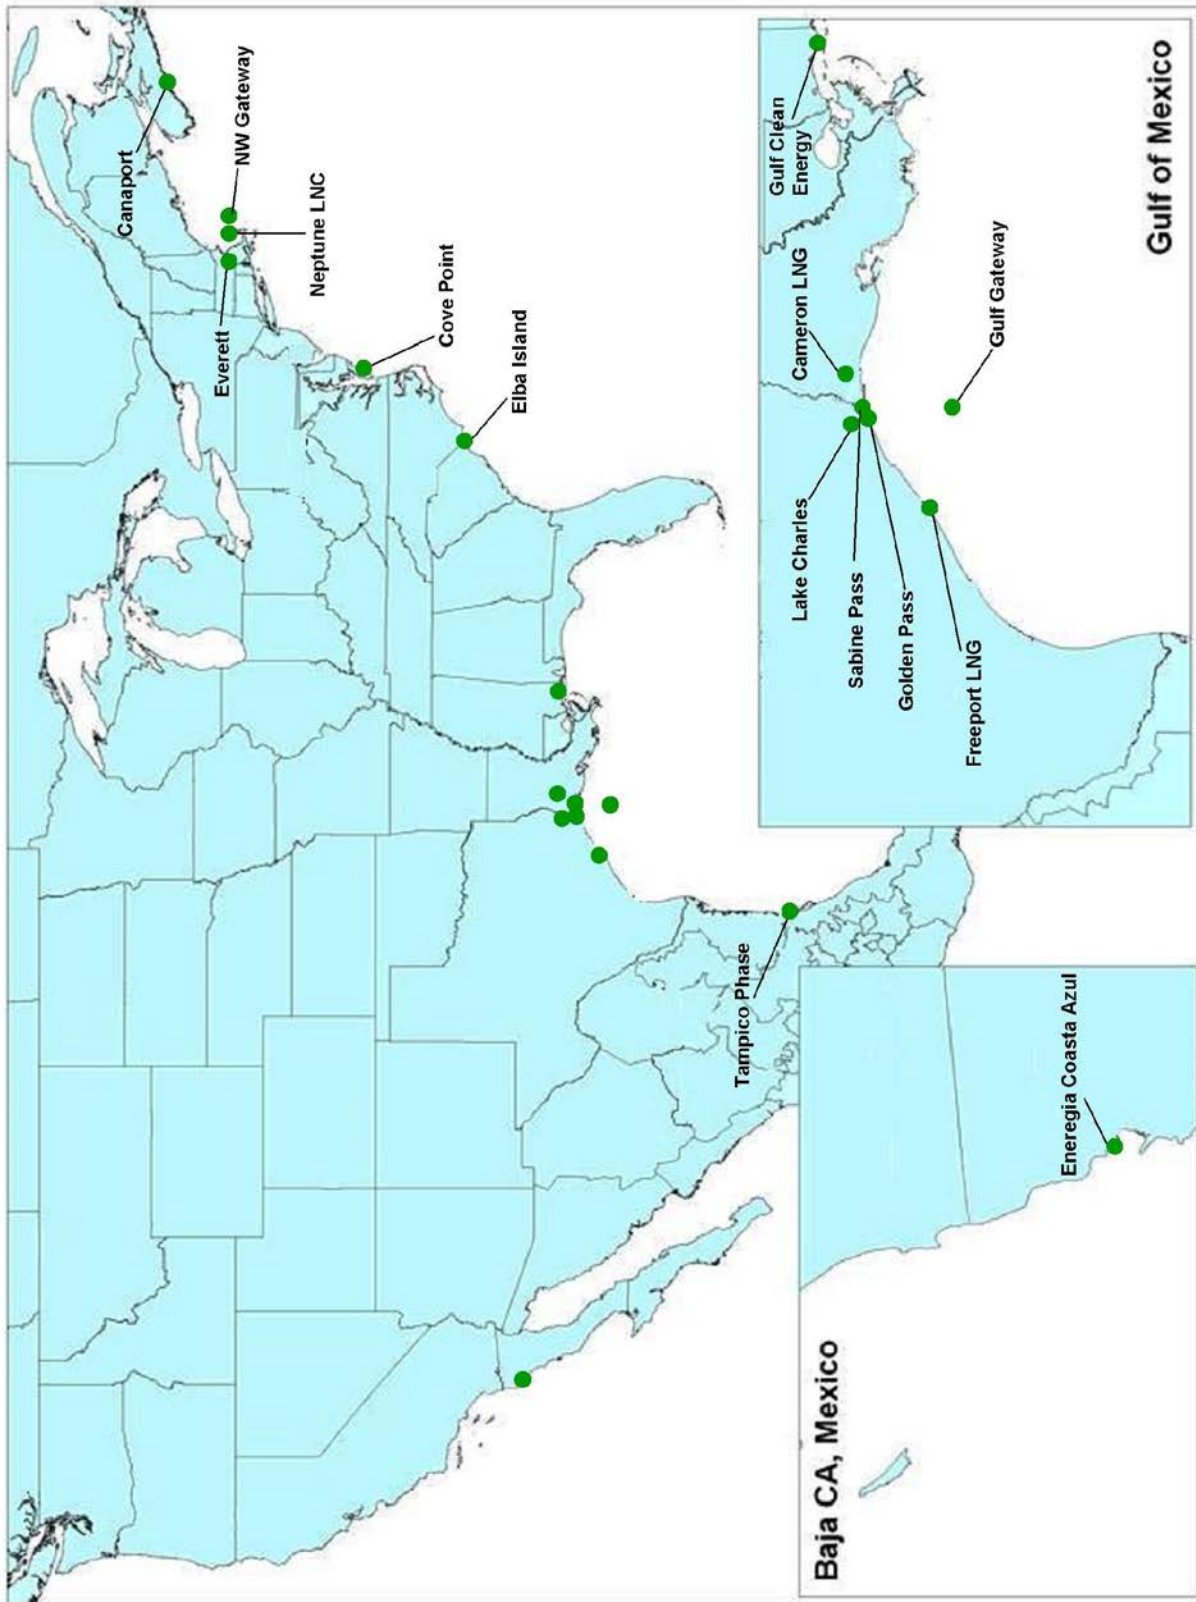 Canaport
NW Gateway
Neptune LNC
Everett
Cove Point
Elba Island
Tampico Phase
Gulf Clean
Energy
Cameron LNG
Gulf Gateway
Lake Charles
Sabine Pass
Golden Pass
Freeport LNG
Gulf of Mexico
Eneregia Coasta Azul
Baja CA, Mexico